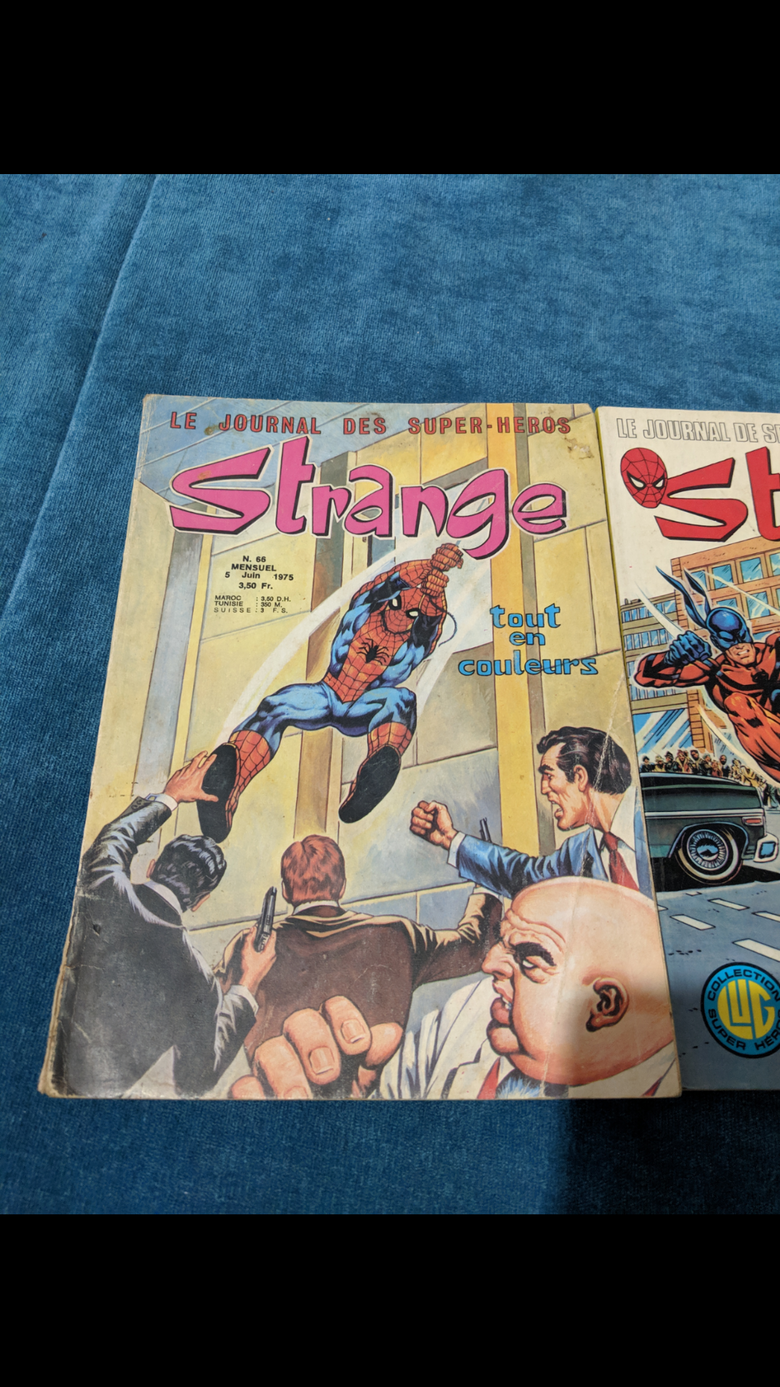 LE JOURNAL DES SUPER-HEROS
Strange
N. 66
MENSUEL
5 Juin 1975
3,50 Fr.
MAROC : 3.50 D.H.
TUNISIE : 350 M.
SUISSE : 3 F.S.
tout
en
couleurs
LE JOURNAL DE
St
COLLECTION
LUG
SUPER HE